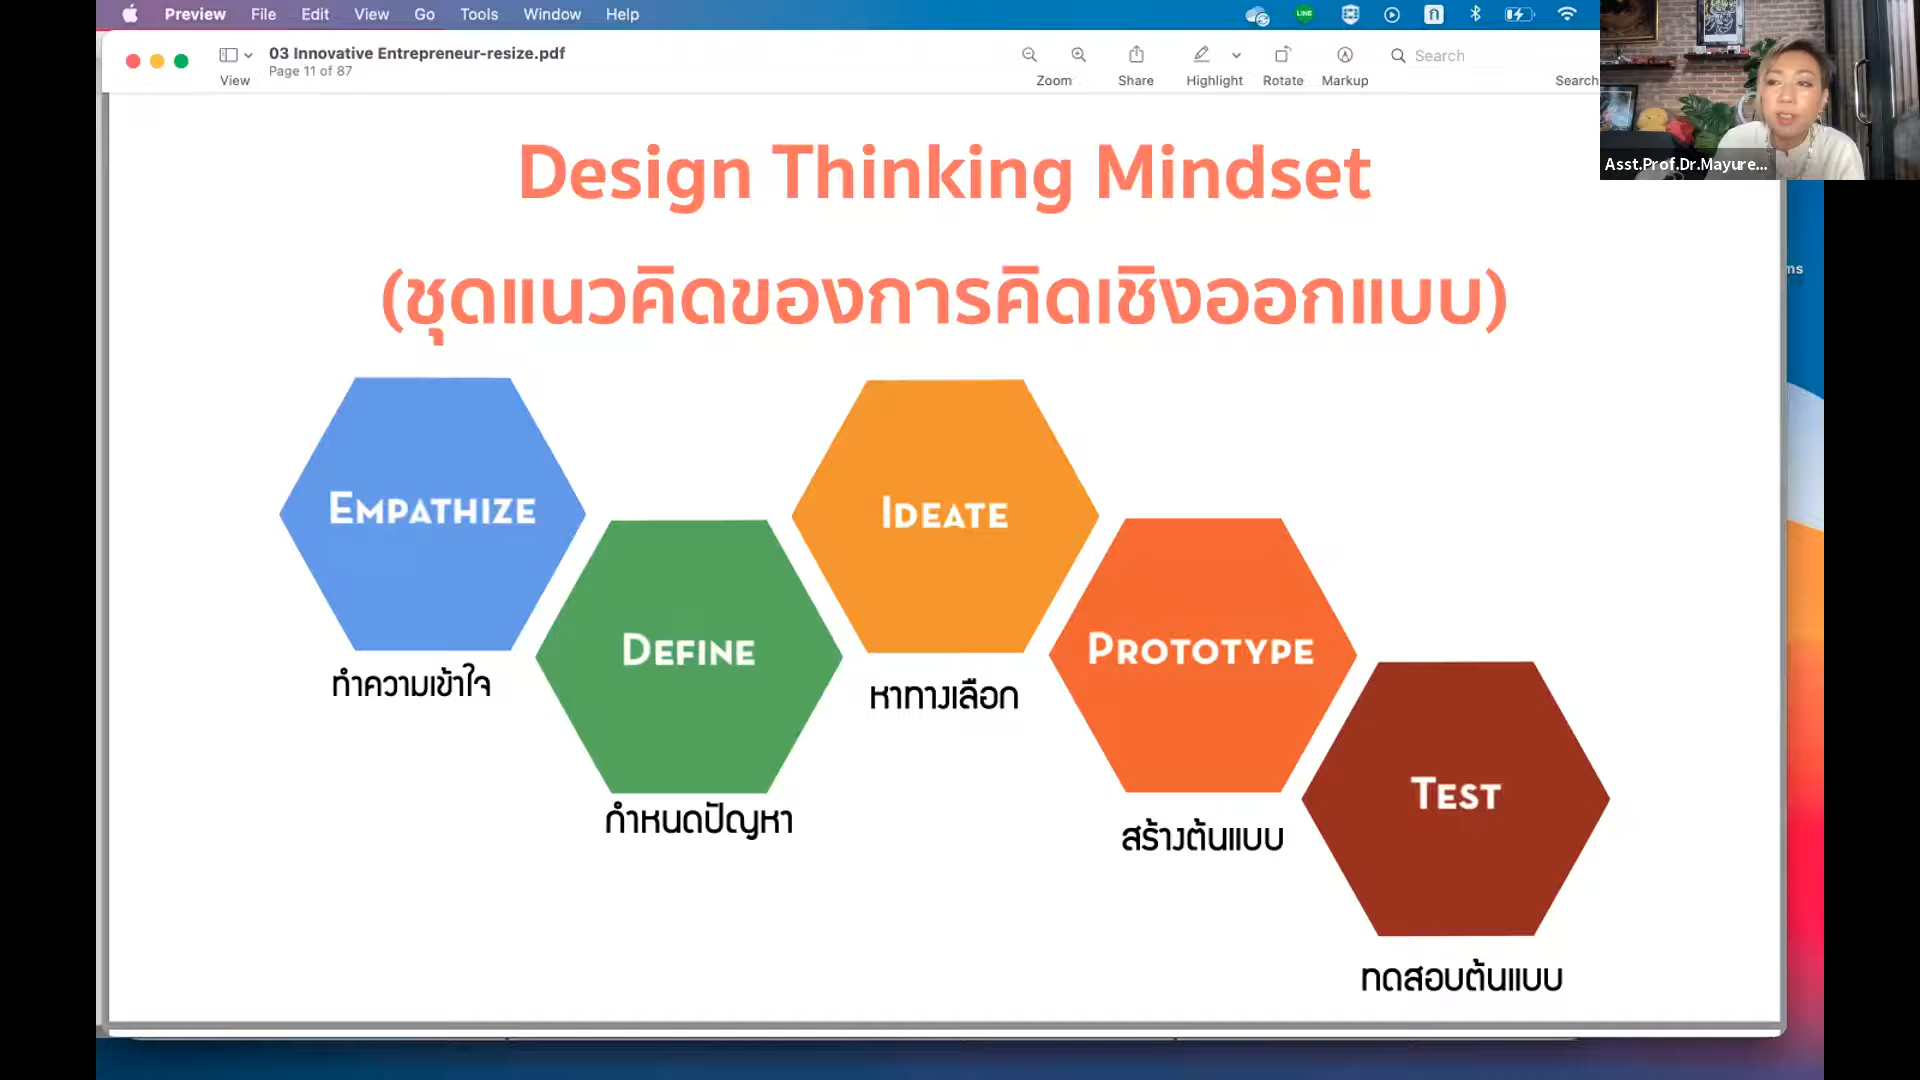 Preview File Edit View Go Tools Window Help
LINE
ก
03 Innovative Entrepreneur-resize.pdf
Page 11 of 87
View
Zoom
Share
Highlight
Rotate
Markup
Search
Search
Asst.Prof.Dr.Mayure...
Design Thinking Mindset
(ชุดแนวคิดของการคิดเชิงออกแบบ)
EMPATHIZE
DEFINE
IDEATE
PROTOTYPE
TEST
ทำความเข้าใจ
กำหนดปัญหา
หาทางเลือก
สร้างต้นแบบ
ทดสอบต้นแบบ